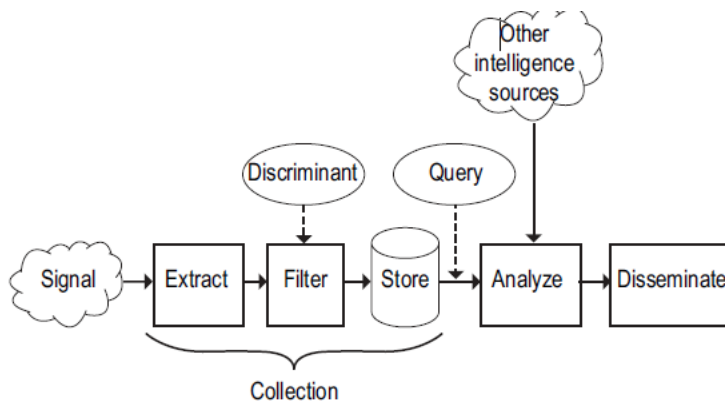 Other
intelligence
sources
Discriminant
Query
Signal
Extract
Filter
Store
Analyze
Disseminate
Collection